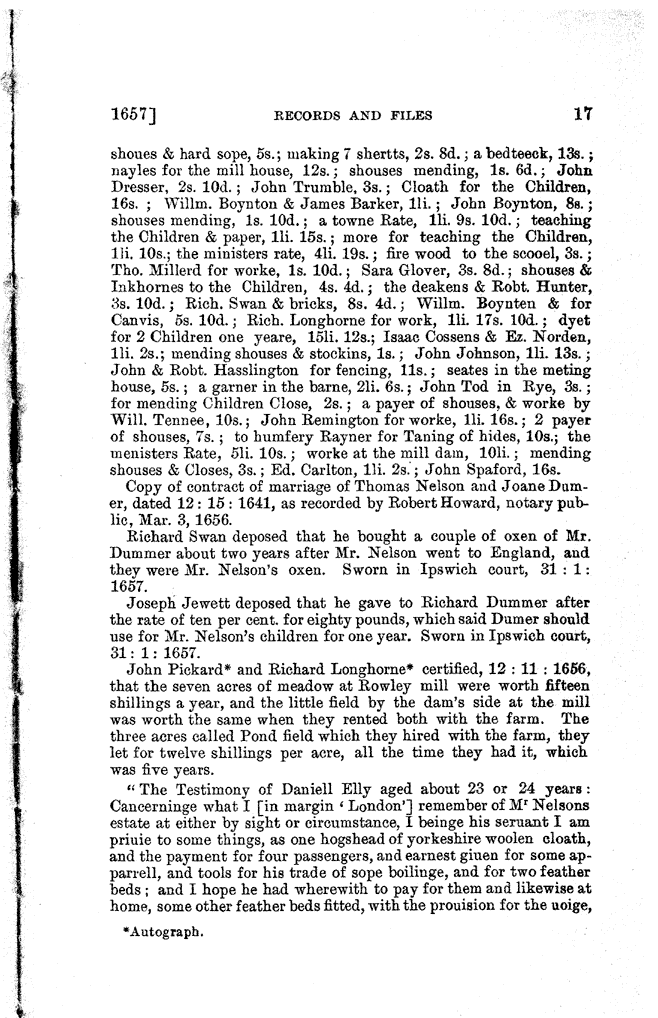 1657] RECORDS AND FILES 17
shoues & hard sope, 5s.; making 7 shertts, 2s. 8d.; a bedteeck, 13s.;
nayles for the mill house, 12s.; shouses mending, 1s. 6d.; John
Dresser, 2s. 10d.; John Trumble, 3s.; Cloath for the Children,
16s. ; Willm. Boynton & James Barker, 1li.; John Boynton, 8s.;
shouses mending, 1s. 10d.; a towne Rate, 1li. 9s. 10d.; teaching
the Children & paper, 1li. 15s.; more for teaching the Children,
1li. 10s.; the ministers rate, 4li. 19s.; fire wood to the scooel, 3s.;
Tho. Millerd for worke, 1s. 10d.; Sara Glover, 3s. 8d.; shouses &
Inkhornes to the Children, 4s. 4d.; the deakens & Robt. Hunter,
3s. 10d.; Rich. Swan & bricks, 8s. 4d.; Willm. Boynten & for
Canvis, 5s. 10d.; Rich. Longhorne for work, 1li. 17s. 10d.; dyet
for 2 Children one yeare, 15li. 12s.; Isaac Cossens & Ez. Norden,
1li. 2s.; mending shouses & stockins, 1s.; John Johnson, 1li. 13s.;
John & Robt. Hasslington for fencing, 11s.; seates in the meting
house, 5s.; a garner in the barne, 2li. 6s.; John Tod in Rye, 3s.;
for mending Children Close, 2s.; a payer of shouses, & worke by
Will. Tennee, 10s.; John Remington for worke, 1li. 16s.; 2 payer
of shouses, 7s.; to humfery Rayner for Taning of hides, 10s.; the
menisters Rate, 5li. 10s.; worke at the mill dam, 10li.; mending
shouses & Closes, 3s.; Ed. Carlton, 1li. 2s.; John Spaford, 16s.
Copy of contract of marriage of Thomas Nelson and Joane Dum-
er, dated 12 : 15 : 1641, as recorded by Robert Howard, notary pub-
lic, Mar. 3, 1656.
Richard Swan deposed that he bought a couple of oxen of Mr.
Dummer about two years after Mr. Nelson went to England, and
they were Mr. Nelson's oxen. Sworn in Ipswich court, 31 : 1 :
1657.
Joseph Jewett deposed that he gave to Richard Dummer after
the rate of ten per cent. for eighty pounds, which said Dumer should
use for Mr. Nelson's children for one year. Sworn in Ipswich court,
31 : 1 : 1657.
John Pickard* and Richard Longhorne* certified, 12 : 11 : 1656,
that the seven acres of meadow at Rowley mill were worth fifteen
shillings a year, and the little field by the dam's side at the mill
was worth the same when they rented both with the farm. The
three acres called Pond field which they hired with the farm, they
let for twelve shillings per acre, all the time they had it, which
was five years.
"The Testimony of Daniell Elly aged about 23 or 24 years:
Cancerninge what I [in margin 'London'] remember of Mr Nelsons
estate at either by sight or circumstance, I beinge his seruant I am
priuie to some things, as one hogshead of yorkeshire woolen cloath,
and the payment for four passengers, and earnest giuen for some ap-
parrell, and tools for his trade of sope boilinge, and for two feather
beds; and I hope he had wherewith to pay for them and likewise at
home, some other feather beds fitted, with the prouision for the uoige,
*Autograph.